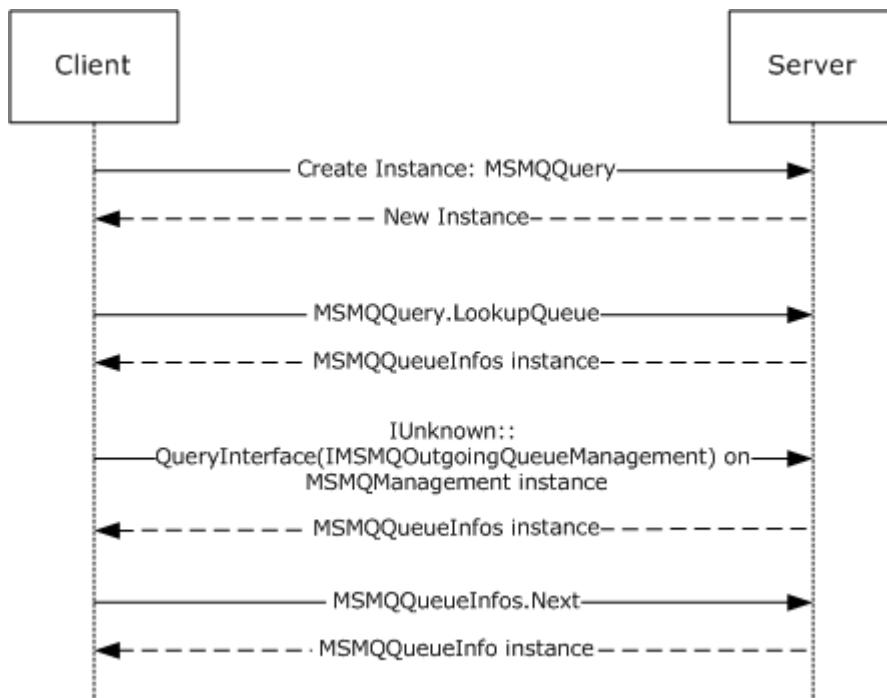 Client
Server
Create Instance: MSMQQuery
New Instance
MSMQQuery.LookupQueue
MSMQQueueInfos instance
IUnknown::
QueryInterface(IMSMQOutgoingQueueManagement) on
MSMQManagement instance
MSMQQueueInfos instance
MSMQQueueInfos.Next
MSMQQueueInfo instance